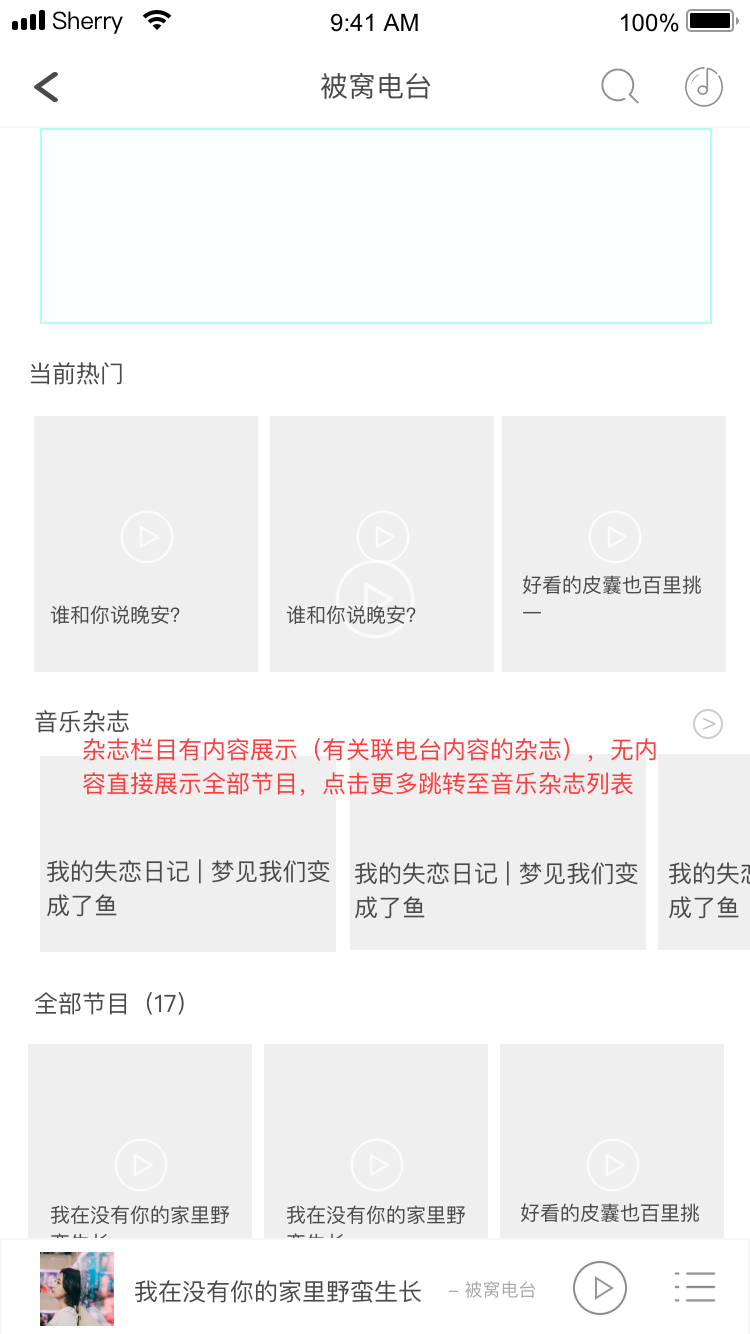 Sherry 9:41 AM 100%
被窝电台
当前热门
谁和你说晚安?
谁和你说晚安?
好看的皮囊也百里挑
一
音乐杂志
杂志栏目有内容展示（有关联电台内容的杂志），无内
容直接展示全部节目，点击更多跳转至音乐杂志列表
我的失恋日记 | 梦见我们变
成了鱼
我的失恋日记 | 梦见我们变
成了鱼
我的失恋
成了鱼
全部节目（17）
我在没有你的家里野
蛮生长
我在没有你的家里野
蛮生长
好看的皮囊也百里挑
我在没有你的家里野蛮生长 – 被窝电台